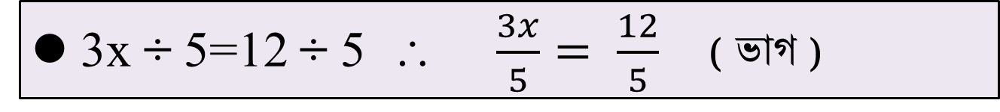 ● 3x ÷ 5=12 ÷ 5 ∴ 3x/5 = 12/5 ( ভাগ )